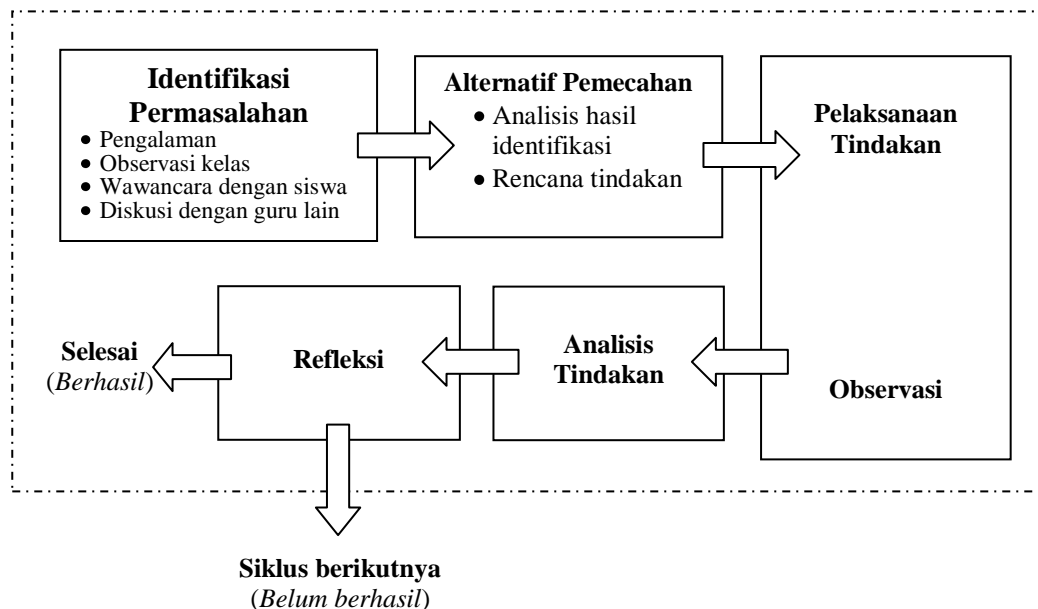 Identifikasi
Permasalahan
• Pengalaman
• Observasi kelas
• Wawancara dengan siswa
• Diskusi dengan guru lain
Alternatif Pemecahan
• Analisis hasil
identifikasi
• Rencana tindakan
Pelaksanaan
Tindakan
Observasi
Analisis
Tindakan
Refleksi
Selesai
(Berhasil)
Siklus berikutnya
(Belum berhasil)